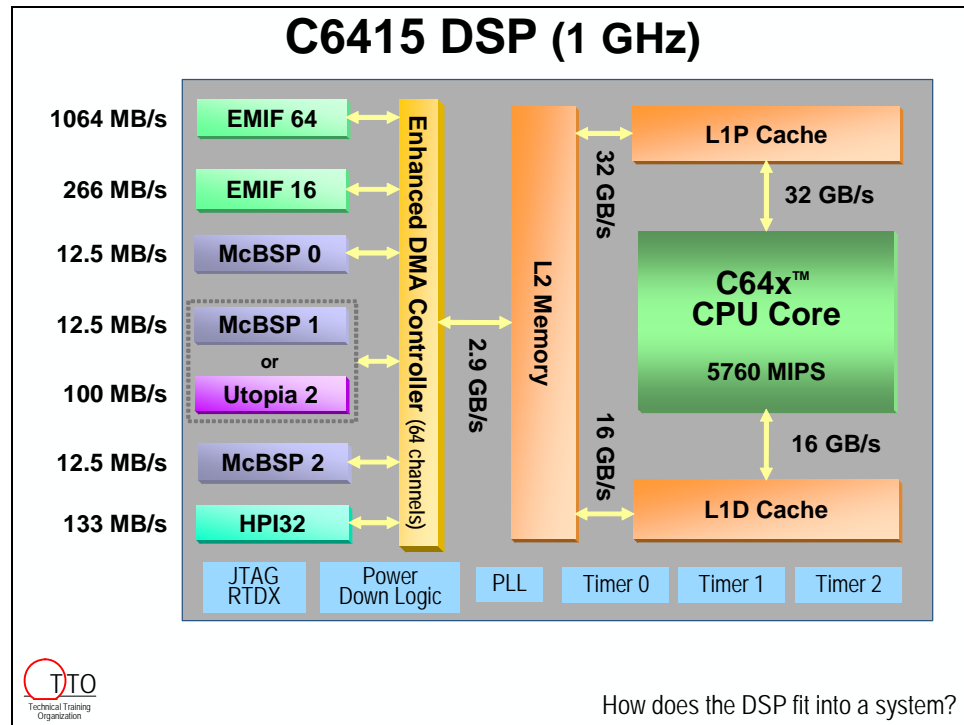 C6415 DSP (1 GHz)
1064 MB/s
EMIF 64
266 MB/s
EMIF 16
12.5 MB/s
McBSP 0
12.5 MB/s
McBSP 1
or
100 MB/s
Utopia 2
12.5 MB/s
McBSP 2
133 MB/s
HPI32
Enhanced DMA Controller (64 channels)
2.9 GB/s
L2 Memory
32 GB/s
16 GB/s
L1P Cache
32 GB/s
C64x™
CPU Core
5760 MIPS
16 GB/s
L1D Cache
JTAG
RTDX
Power
Down Logic
PLL
Timer 0
Timer 1
Timer 2
TTO
Technical Training
Organization
How does the DSP fit into a system?